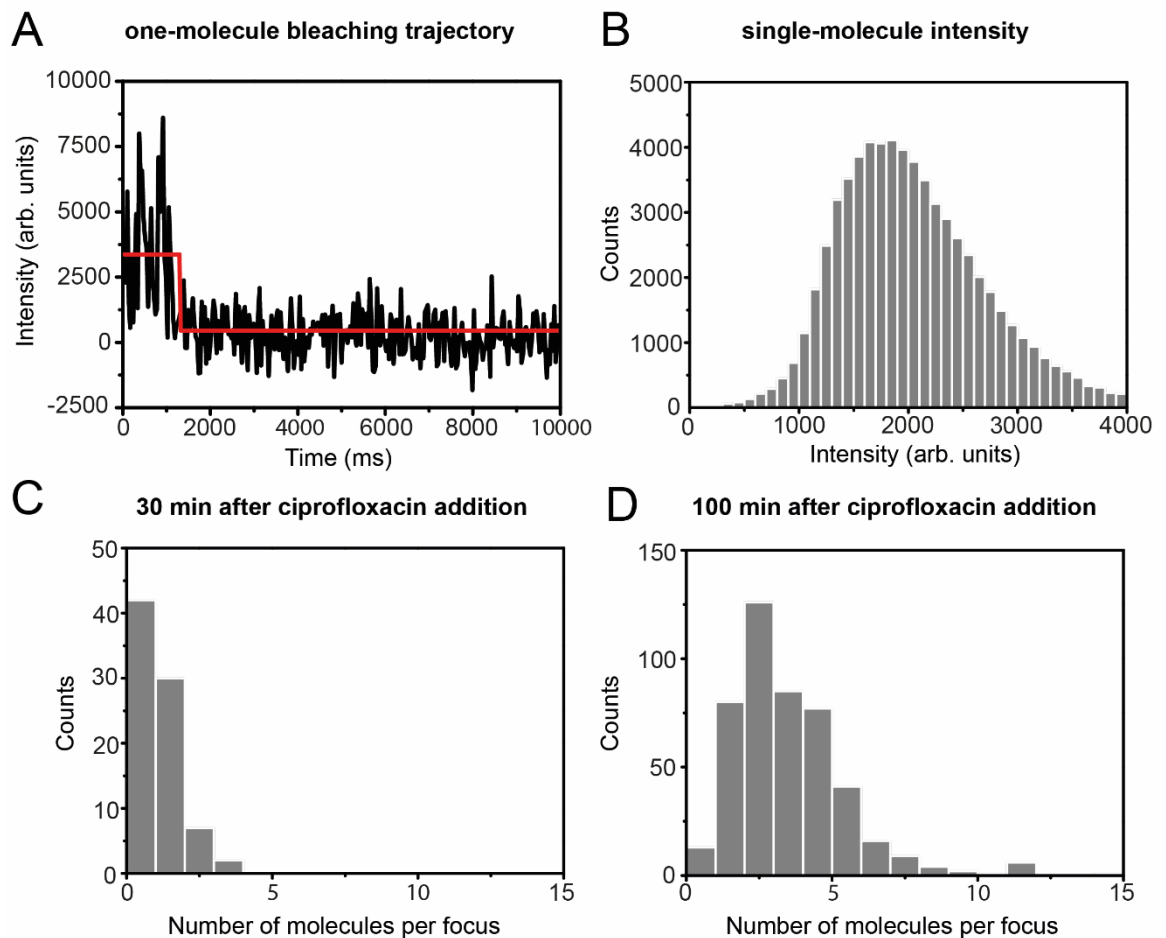 A one-molecule bleaching trajectory
10000
7500
5000
2500
0
-2500
Intensity (arb. units)
0 2000 4000 6000 8000 10000
Time (ms)
B single-molecule intensity
5000
4000
3000
2000
1000
0
Counts
0 1000 2000 3000 4000
Intensity (arb. units)
C 30 min after ciprofloxacin addition
50
40
30
20
10
0
Counts
0 5 10 15
Number of molecules per focus
D 100 min after ciprofloxacin addition
150
100
50
0
Counts
0 5 10 15
Number of molecules per focus